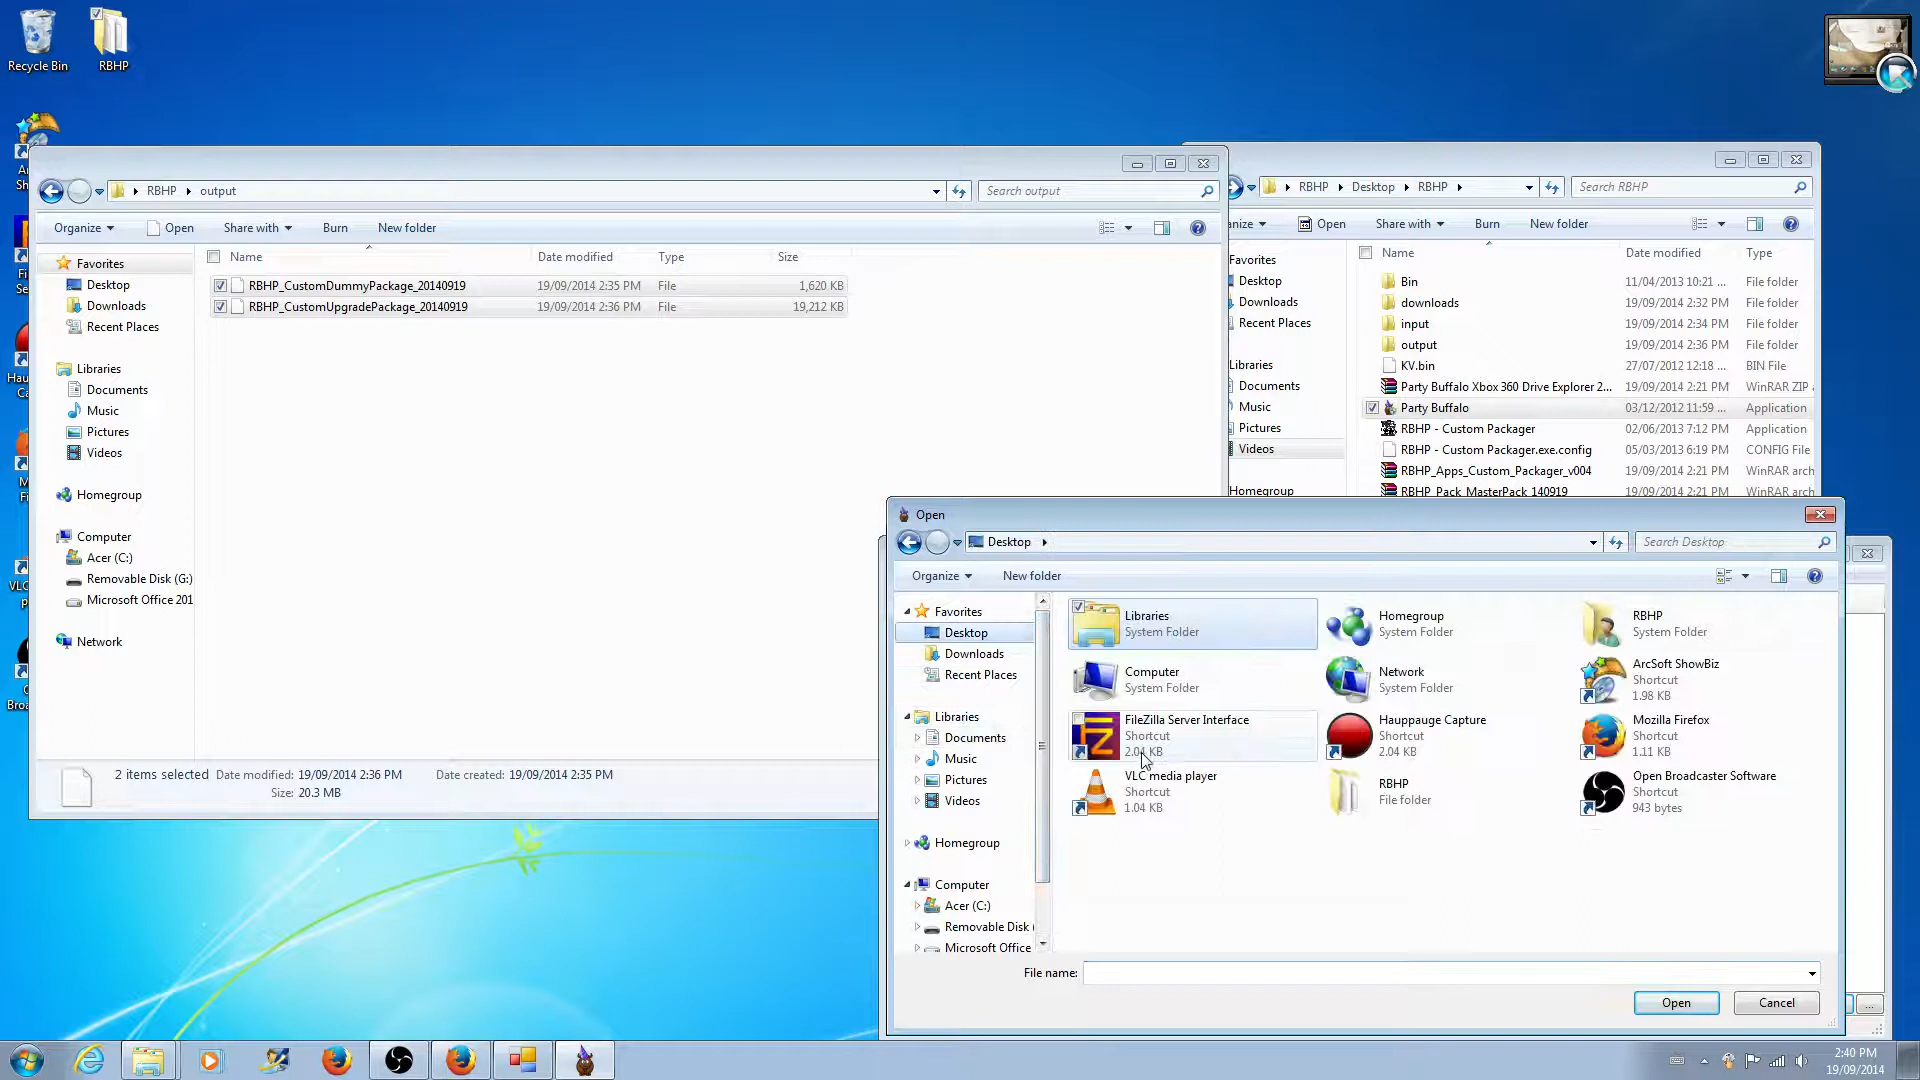 Recycle Bin
RBHP
RBHP
output
Search output
Organize
Open
Share with
Burn
New folder
Favorites
Desktop
Downloads
Recent Places
Libraries
Documents
Music
Pictures
Videos
Homegroup
Computer
Acer (C:)
Removable Disk (G:)
Microsoft Office 201
Network
Name
Date modified
Type
Size
RBHP_CustomDummyPackage_20140919
19/09/2014 2:35 PM
File
1,620 KB
RBHP_CustomUpgradePackage_20140919
19/09/2014 2:36 PM
File
19,212 KB
2 items selected
Date modified: 19/09/2014 2:36 PM
Date created: 19/09/2014 2:35 PM
Size: 20.3 MB
RBHP
Desktop
RBHP
Search RBHP
nize
Open
Share with
Burn
New folder
Favorites
Desktop
Downloads
Recent Places
Libraries
Documents
Music
Pictures
Videos
Homegroup
Name
Date modified
Type
Bin
11/04/2013 10:21 ...
File folder
downloads
19/09/2014 2:32 PM
File folder
input
19/09/2014 2:34 PM
File folder
output
19/09/2014 2:36 PM
File folder
KV.bin
27/07/2012 12:18 ...
BIN File
Party Buffalo Xbox 360 Drive Explorer 2...
19/09/2014 2:21 PM
WinRAR ZIP
Party Buffalo
03/12/2012 11:59 ...
Application
RBHP - Custom Packager
02/06/2013 7:12 PM
Application
RBHP - Custom Packager.exe.config
05/03/2013 6:19 PM
CONFIG File
RBHP_Apps_Custom_Packager_v004
19/09/2014 2:21 PM
WinRAR arch
RBHP_Pack_MasterPack_140919
19/09/2014 2:21 PM
WinRAR arch
Open
Desktop
Search Desktop
Organize
New folder
Favorites
Desktop
Downloads
Recent Places
Libraries
Documents
Music
Pictures
Videos
Homegroup
Computer
Acer (C:)
Removable Disk (
Microsoft Office
Libraries
System Folder
Homegroup
System Folder
RBHP
System Folder
Computer
System Folder
Network
System Folder
ArcSoft ShowBiz
Shortcut
1.98 KB
FileZilla Server Interface
Shortcut
2.04 KB
Hauppauge Capture
Shortcut
2.04 KB
Mozilla Firefox
Shortcut
1.11 KB
VLC media player
Shortcut
1.04 KB
RBHP
File folder
Open Broadcaster Software
Shortcut
943 bytes
File name:
Open
Cancel
...
2:40 PM
19/09/2014